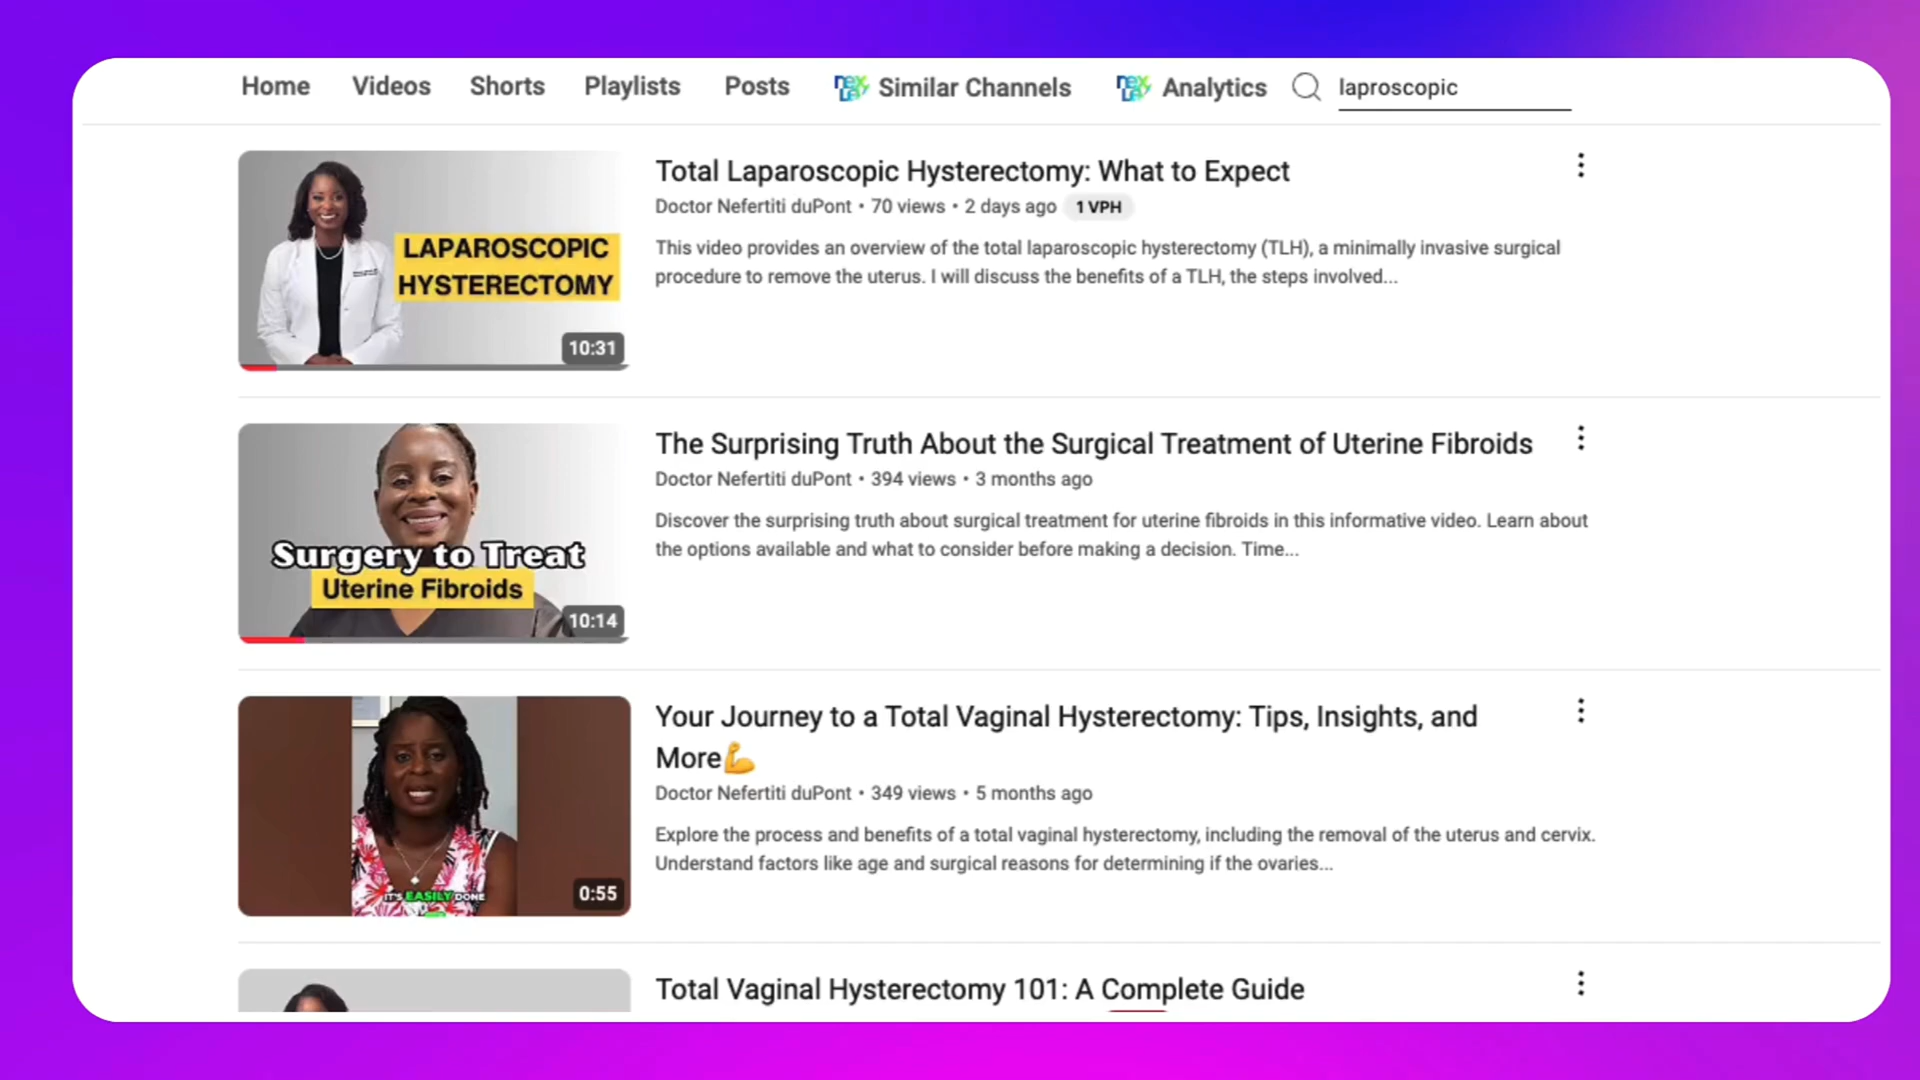 Home Videos Shorts Playlists Posts Similar Channels Analytics laproscopic
LAPAROSCOPIC
HYSTERECTOMY
10:31
Total Laparoscopic Hysterectomy: What to Expect
Doctor Nefertiti duPont • 70 views • 2 days ago 1 VPH
This video provides an overview of the total laparoscopic hysterectomy (TLH), a minimally invasive surgical
procedure to remove the uterus. I will discuss the benefits of a TLH, the steps involved...
Surgery to Treat
Uterine Fibroids
10:14
The Surprising Truth About the Surgical Treatment of Uterine Fibroids
Doctor Nefertiti duPont • 394 views • 3 months ago
Discover the surprising truth about surgical treatment for uterine fibroids in this informative video. Learn about
the options available and what to consider before making a decision. Time...
IT'S EASILY DONE
0:55
Your Journey to a Total Vaginal Hysterectomy: Tips, Insights, and
More💪
Doctor Nefertiti duPont • 349 views • 5 months ago
Explore the process and benefits of a total vaginal hysterectomy, including the removal of the uterus and cervix.
Understand factors like age and surgical reasons for determining if the ovaries...
Total Vaginal Hysterectomy 101: A Complete Guide